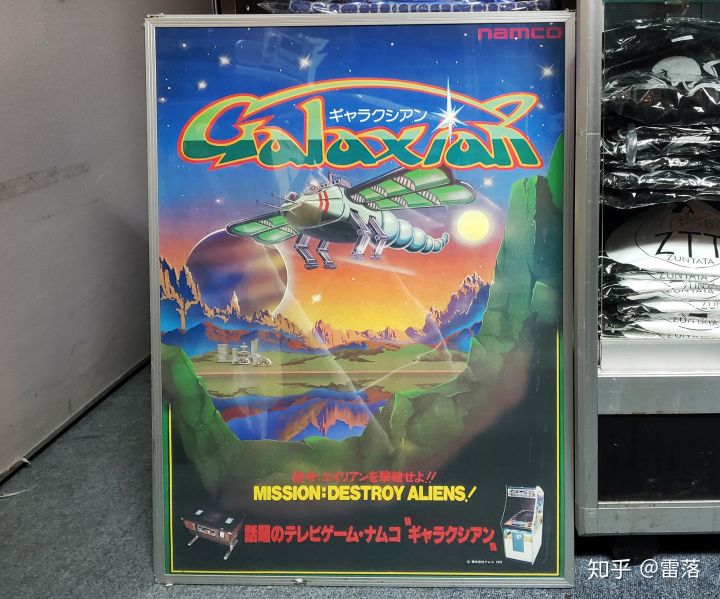 namco
ギャラクシアン
Galaxian
指令:エイリアンを撃破せよ!!
MISSION: DESTROY ALIENS!
話題のテレビゲーム・ナムコ"ギャラクシアン"
ZTT
ZUNTATA
知乎 @雷落